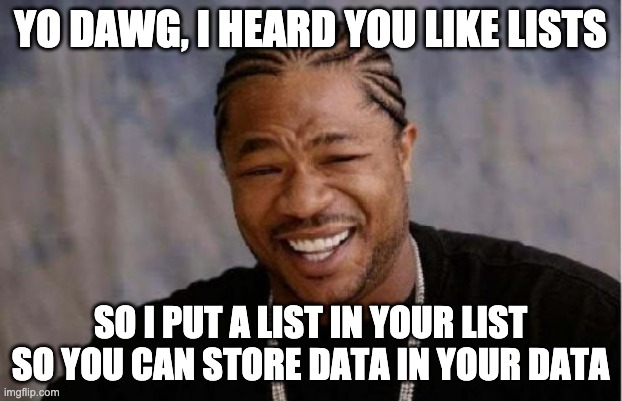 YO DAWG, I HEARD YOU LIKE LISTS
SO I PUT A LIST IN YOUR LIST
SO YOU CAN STORE DATA IN YOUR DATA
imgflip.com